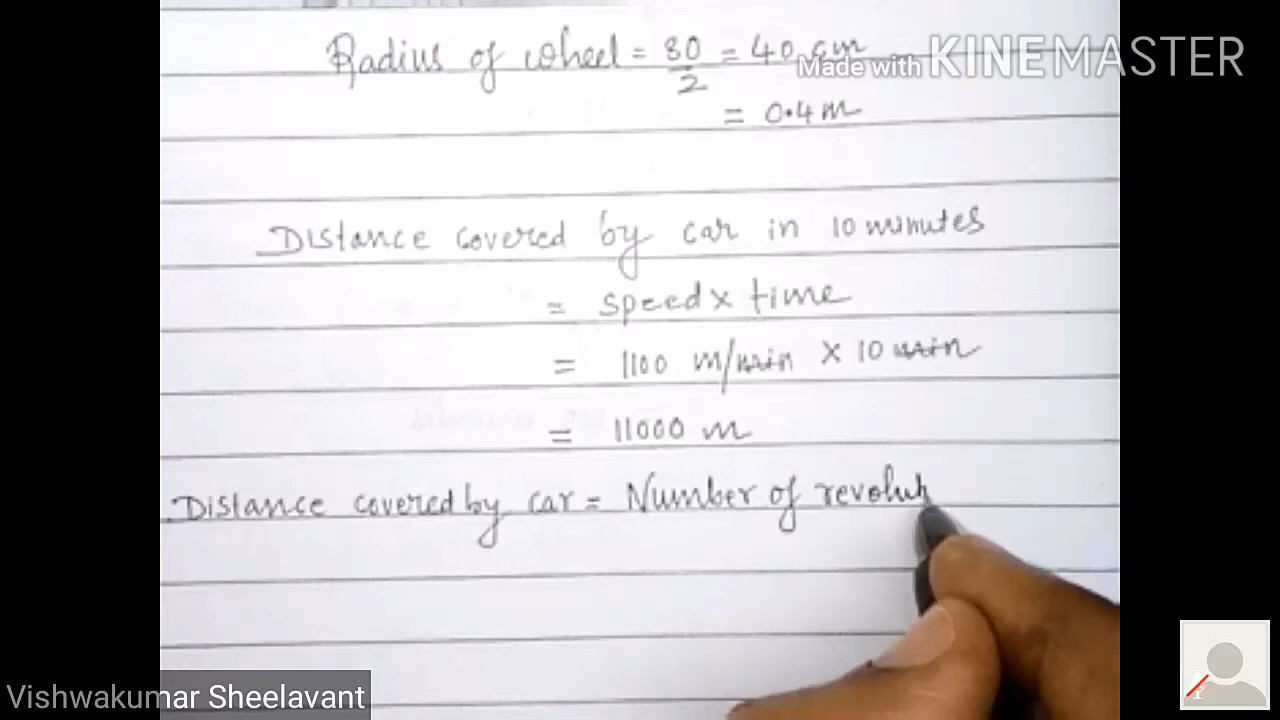 Radius of wheel = 80/2 = 40 cm
Made with KINEMASTER
= 0.4 m
Distance covered by car in 10 minutes
= speed x time
= 1100 m/min x 10 min
= 11000 m
Distance covered by car = Number of revolut
Vishwakumar Sheelavant